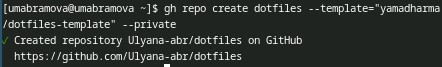 [umabramova@umabramova ~]$ gh repo create dotfiles --template="yamadharma
/dotfiles-template" --private
✓ Created repository Ulyana-abr/dotfiles on GitHub
https://github.com/Ulyana-abr/dotfiles